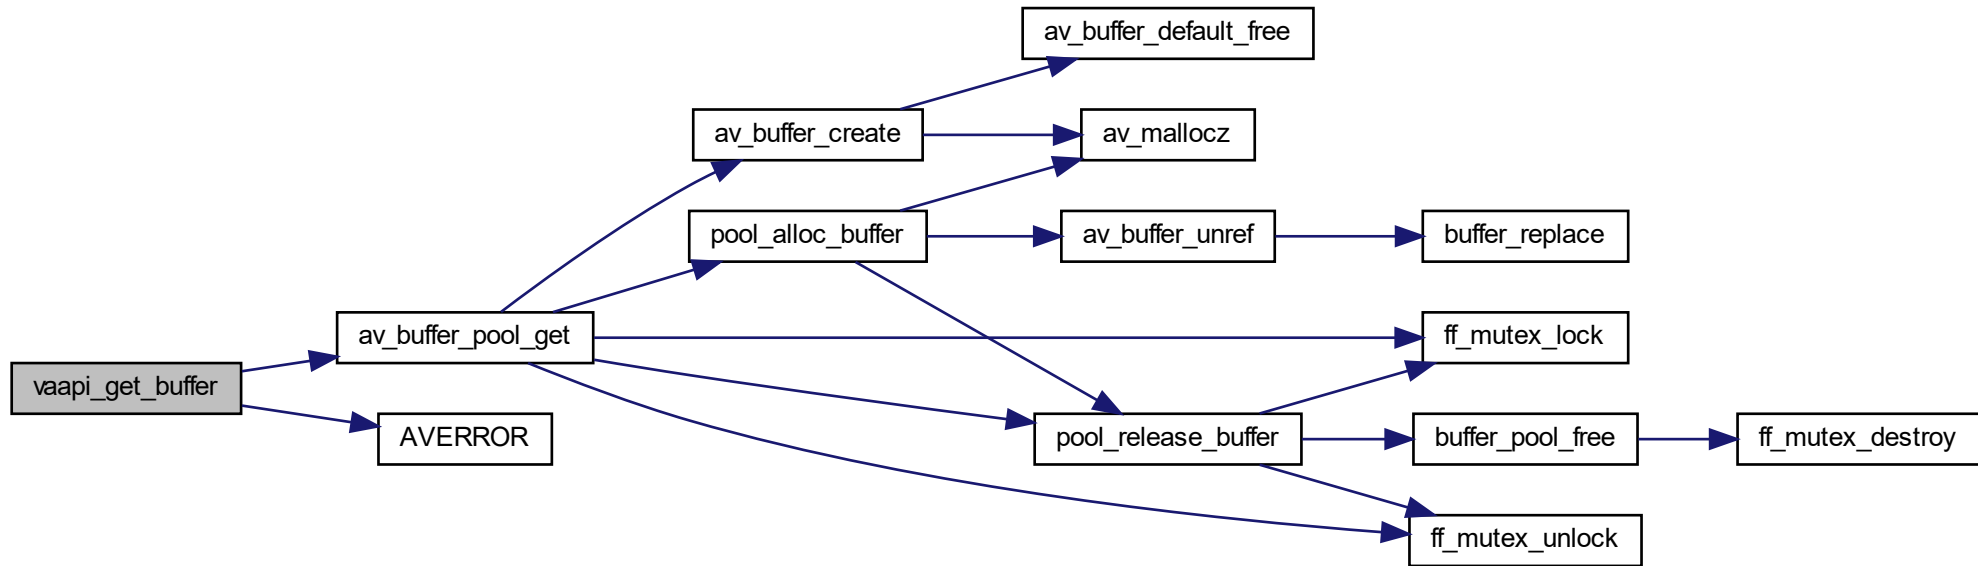 av_buffer_default_free
av_buffer_create
av_mallocz
pool_alloc_buffer
av_buffer_unref
buffer_replace
av_buffer_pool_get
ff_mutex_lock
vaapi_get_buffer
AVERROR
pool_release_buffer
buffer_pool_free
ff_mutex_destroy
ff_mutex_unlock